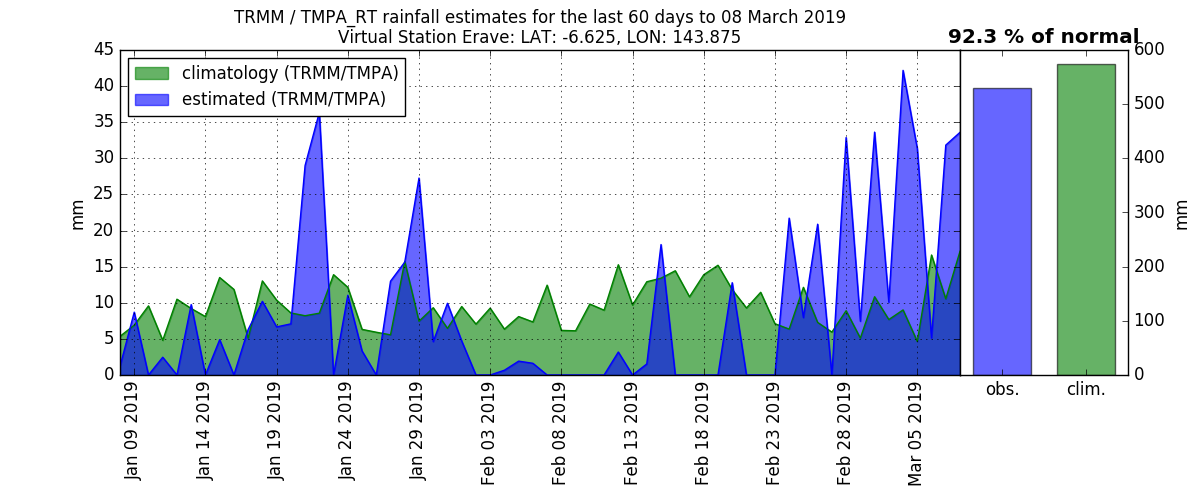 TRMM / TMPA_RT rainfall estimates for the last 60 days to 08 March 2019
Virtual Station Erave: LAT: -6.625, LON: 143.875
92.3 % of normal
climatology (TRMM/TMPA)
estimated (TRMM/TMPA)
mm
45
40
35
30
25
20
15
10
5
0
Jan 09 2019
Jan 14 2019
Jan 19 2019
Jan 24 2019
Jan 29 2019
Feb 03 2019
Feb 08 2019
Feb 13 2019
Feb 18 2019
Feb 23 2019
Feb 28 2019
Mar 05 2019
obs.
clim.
600
500
400
300
200
100
0
mm